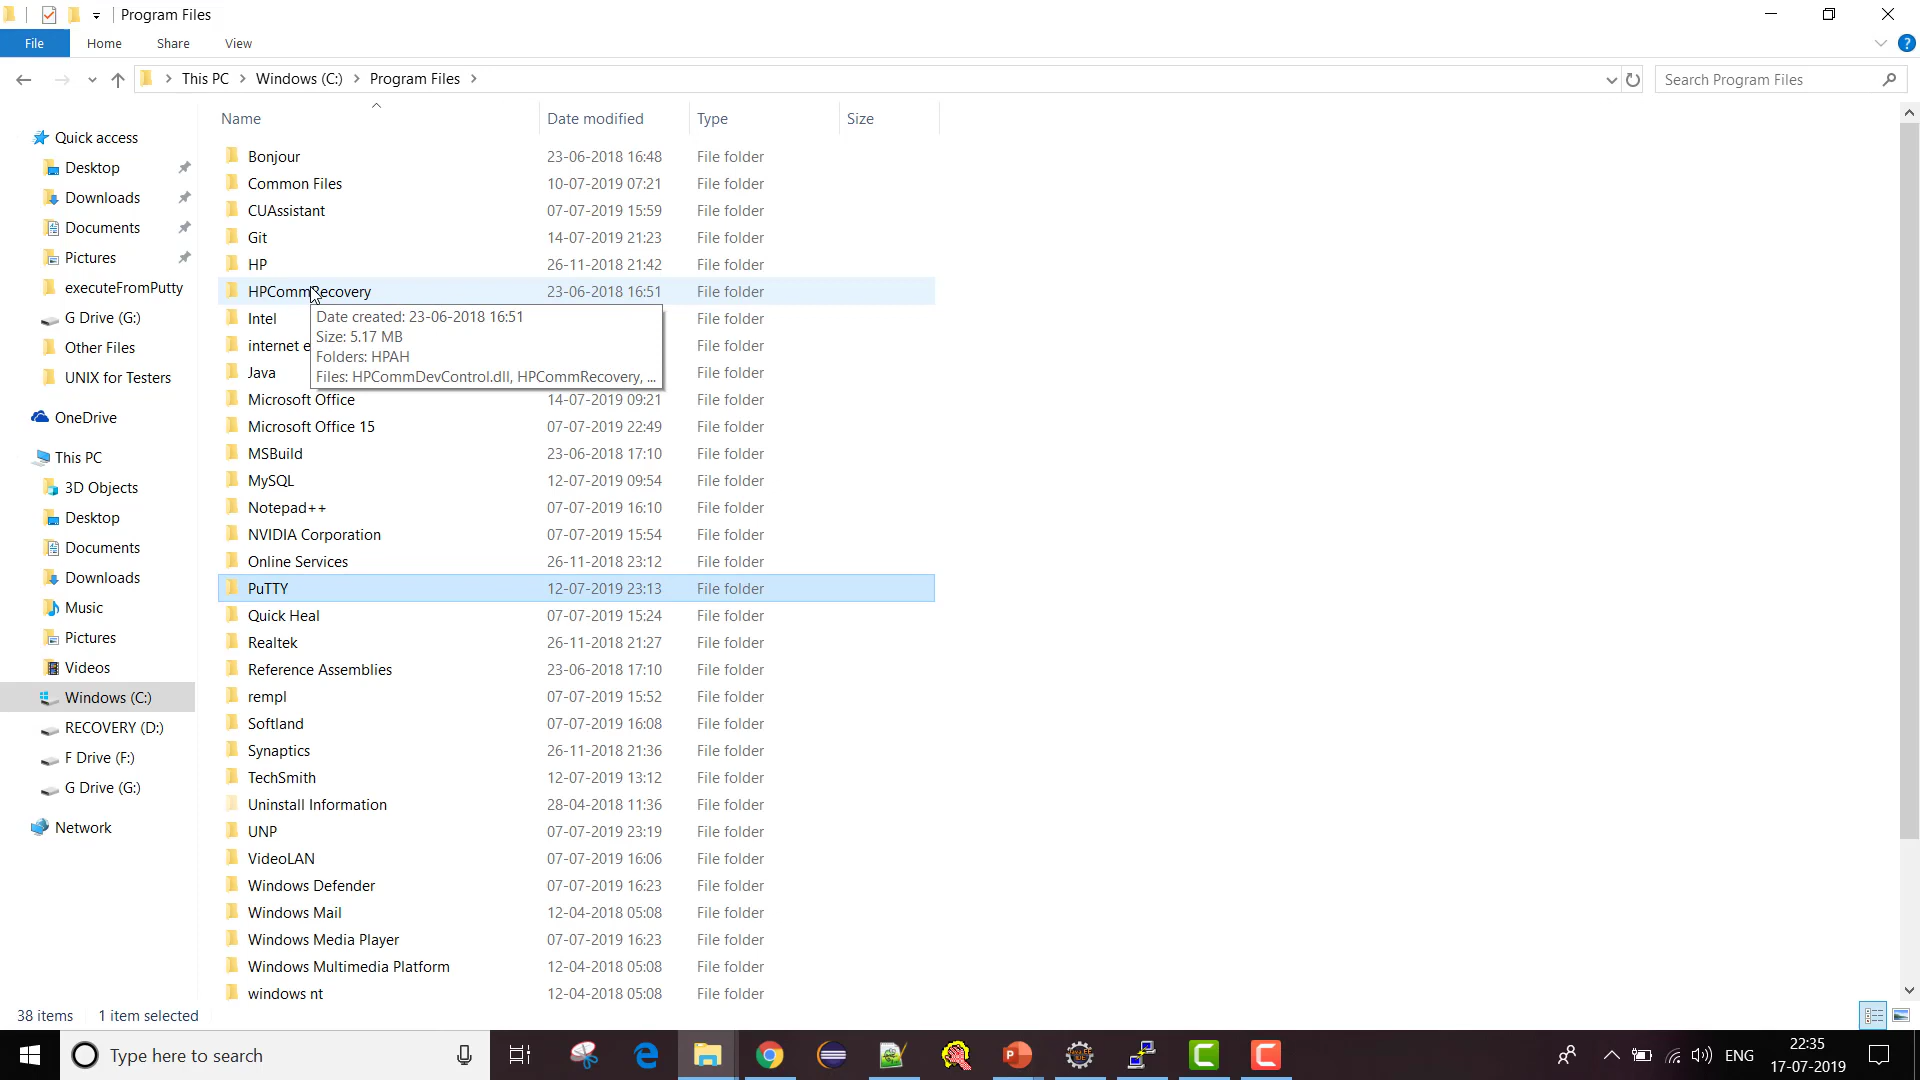 Program Files
File Home Share View
This PC Windows (C:) Program Files
Search Program Files
Name Date modified Type Size
Quick access
Desktop
Downloads
Documents
Pictures
executeFromPutty
G Drive (G:)
Other Files
UNIX for Testers
OneDrive
This PC
3D Objects
Desktop
Documents
Downloads
Music
Pictures
Videos
Windows (C:)
RECOVERY (D:)
F Drive (F:)
G Drive (G:)
Network
Bonjour 23-06-2018 16:48 File folder
Common Files 10-07-2019 07:21 File folder
CUAssistant 07-07-2019 15:59 File folder
Git 14-07-2019 21:23 File folder
HP 26-11-2018 21:42 File folder
HPCommRecovery 23-06-2018 16:51 File folder
Intel File folder
internet e File folder
Java File folder
Date created: 23-06-2018 16:51
Size: 5.17 MB
Folders: HPAH
Files: HPCommDevControl.dll, HPCommRecovery, ...
Microsoft Office 14-07-2019 09:21 File folder
Microsoft Office 15 07-07-2019 22:49 File folder
MSBuild 23-06-2018 17:10 File folder
MySQL 12-07-2019 09:54 File folder
Notepad++ 07-07-2019 16:10 File folder
NVIDIA Corporation 07-07-2019 15:54 File folder
Online Services 26-11-2018 23:12 File folder
PuTTY 12-07-2019 23:13 File folder
Quick Heal 07-07-2019 15:24 File folder
Realtek 26-11-2018 21:27 File folder
Reference Assemblies 23-06-2018 17:10 File folder
rempl 07-07-2019 15:52 File folder
Softland 07-07-2019 16:08 File folder
Synaptics 26-11-2018 21:36 File folder
TechSmith 12-07-2019 13:12 File folder
Uninstall Information 28-04-2018 11:36 File folder
UNP 07-07-2019 23:19 File folder
VideoLAN 07-07-2019 16:06 File folder
Windows Defender 07-07-2019 16:23 File folder
Windows Mail 12-04-2018 05:08 File folder
Windows Media Player 07-07-2019 16:23 File folder
Windows Multimedia Platform 12-04-2018 05:08 File folder
windows nt 12-04-2018 05:08 File folder
38 items 1 item selected
Type here to search
ENG
22:35
17-07-2019